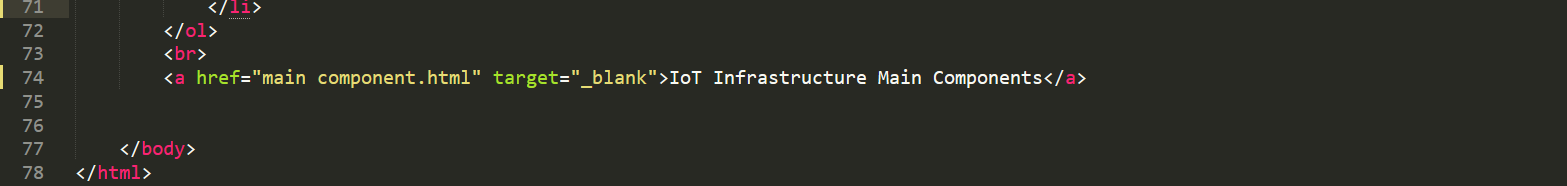 71 </li>
72 </ol>
73 <br>
74 <a href="main component.html" target="_blank">IoT Infrastructure Main Components</a>
75
76
77 </body>
78 </html>